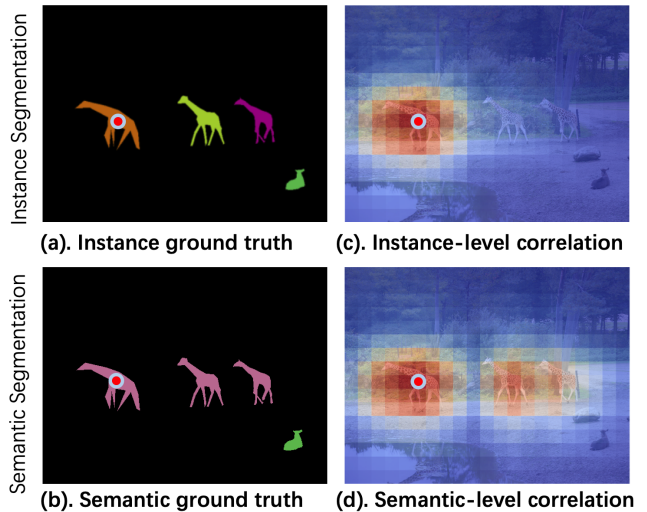 Instance Segmentation
(a). Instance ground truth
(c). Instance-level correlation
Semantic Segmentation
(b). Semantic ground truth
(d). Semantic-level correlation